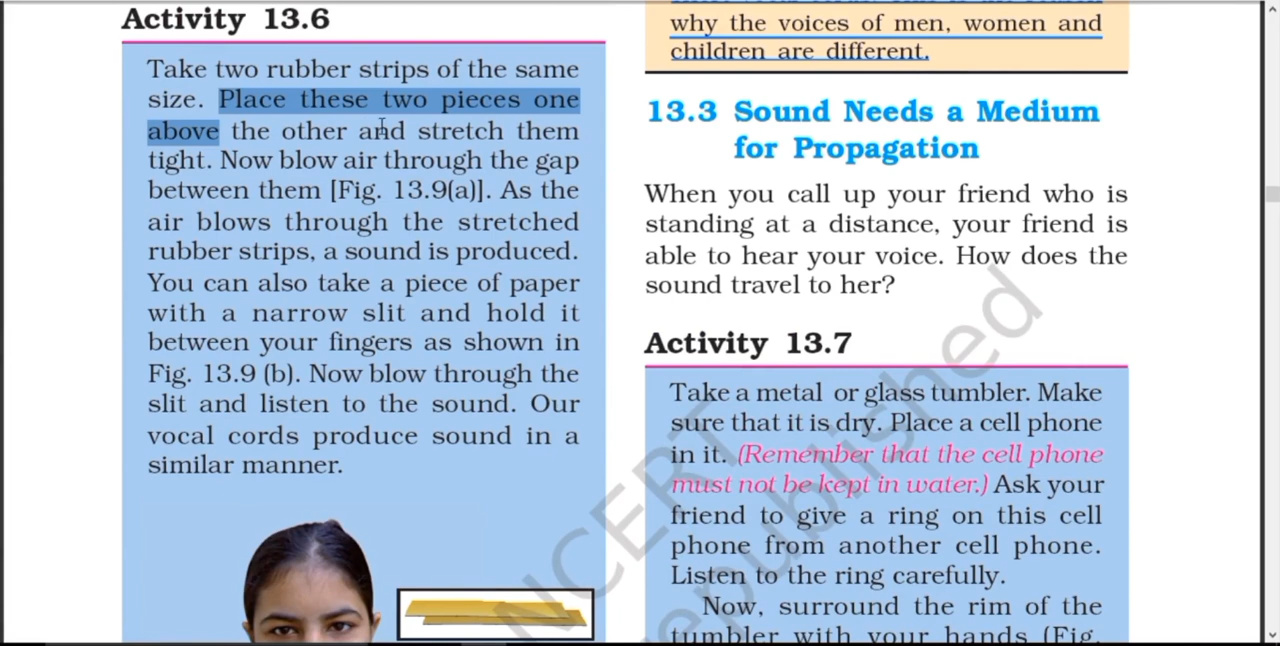 Activity 13.6
Take two rubber strips of the same
size. Place these two pieces one
above the other and stretch them
tight. Now blow air through the gap
between them [Fig. 13.9(a)]. As the
air blows through the stretched
rubber strips, a sound is produced.
You can also take a piece of paper
with a narrow slit and hold it
between your fingers as shown in
Fig. 13.9 (b). Now blow through the
slit and listen to the sound. Our
vocal cords produce sound in a
similar manner.
why the voices of men, women and
children are different.
13.3 Sound Needs a Medium
for Propagation
When you call up your friend who is
standing at a distance, your friend is
able to hear your voice. How does the
sound travel to her?
Activity 13.7
Take a metal or glass tumbler. Make
sure that it is dry. Place a cell phone
in it. (Remember that the cell phone
must not be kept in water.) Ask your
friend to give a ring on this cell
phone from another cell phone.
Listen to the ring carefully.
Now, surround the rim of the
tumbler with your hands (Fig.
NCERT
republished